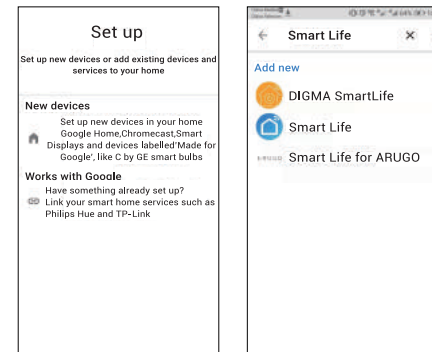 Set up
Set up new devices or add existing devices and
services to your home
New devices
Set up new devices in your home
Google Home,Chromecast,Smart
Displays and devices labelled'Made for
Google', like C by GE smart bulbs
Works with Google
Have something already set up?
Link your smart home services such as
Philips Hue and TP-Link
Smart Life
Add new
DIGMA SmartLife
Smart Life
Smart Life for ARUGO